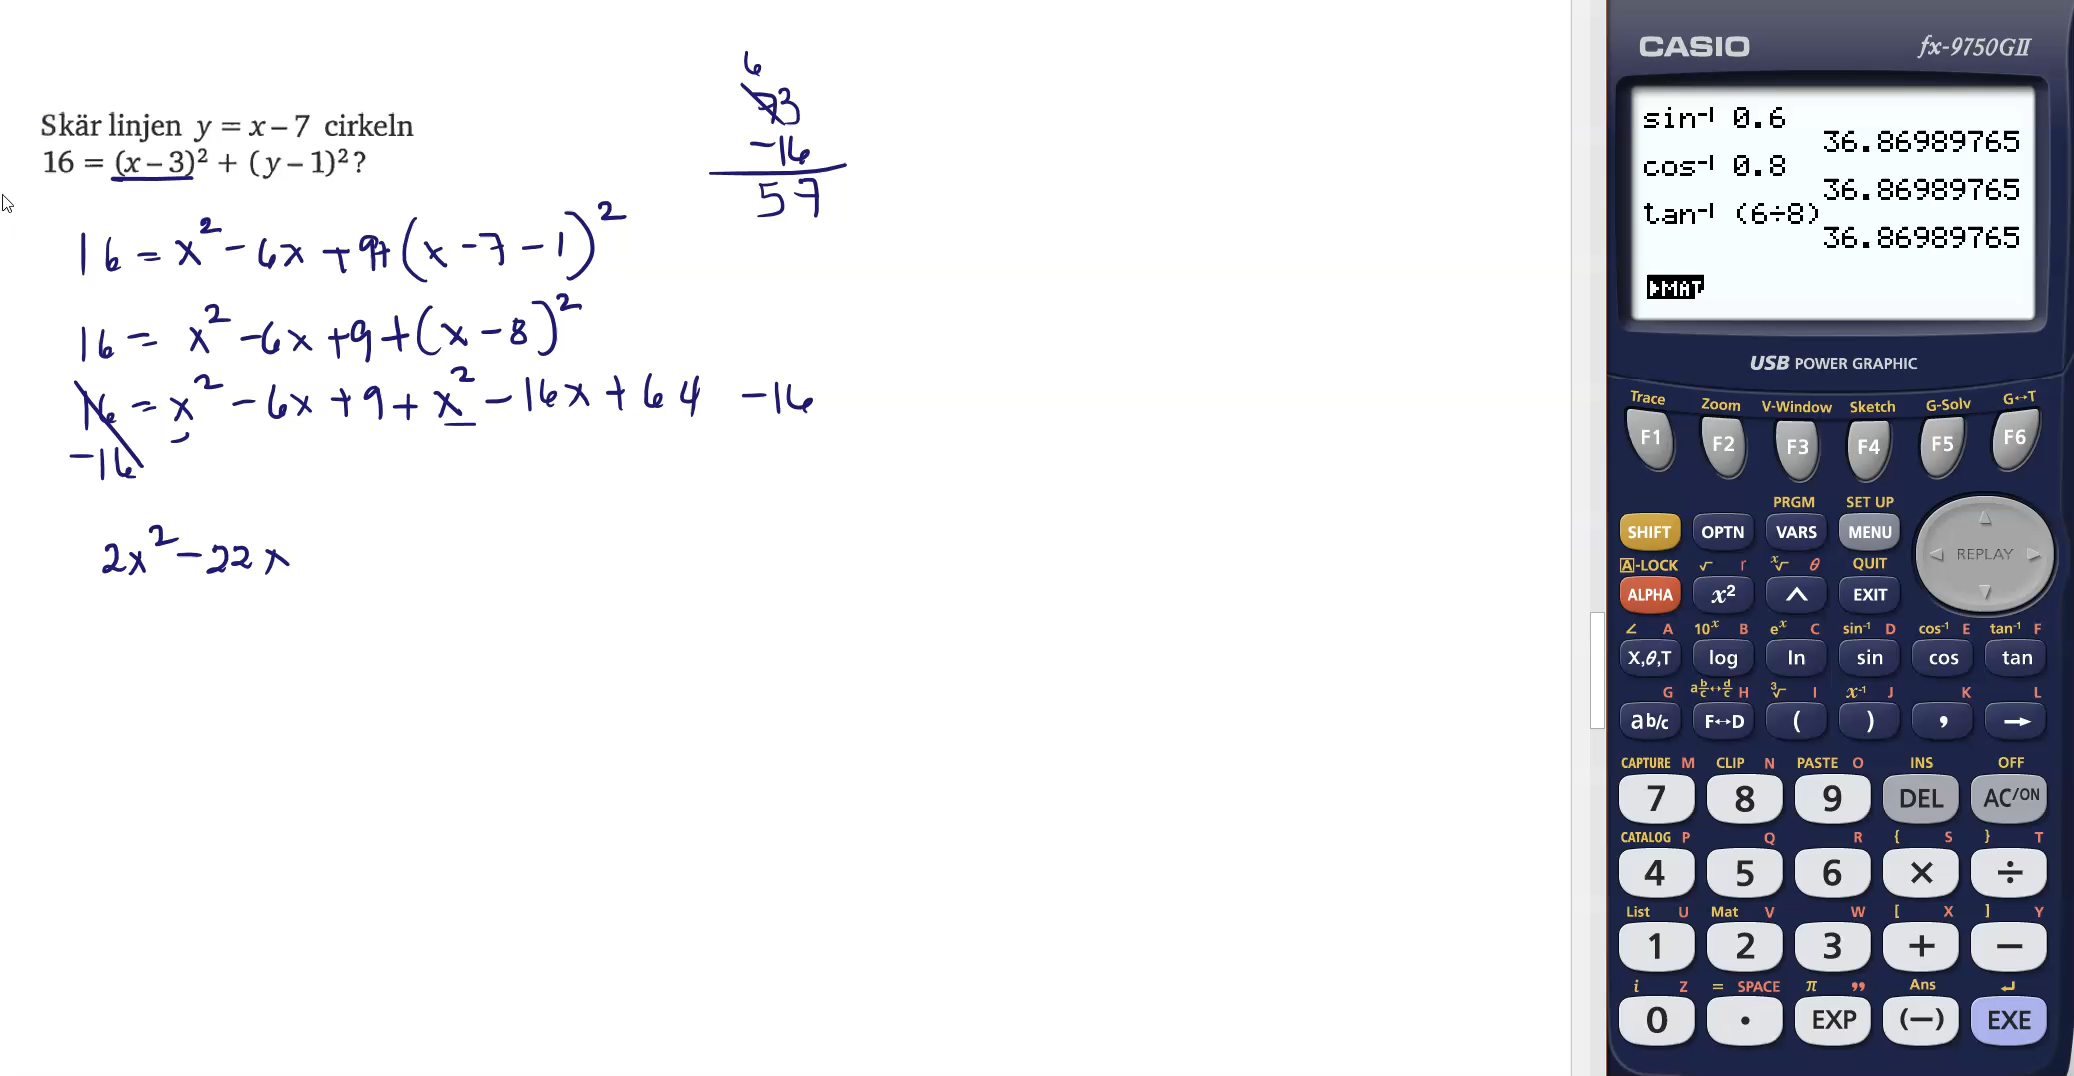 Skär linjen y = x – 7 cirkeln
16 = (x – 3)² + (y – 1)²?
16 = x² - 6x + 9 + (x - 7 - 1)²
16 = x² - 6x + 9 + (x - 8)²
16 = x² - 6x + 9 + x² - 16x + 64 - 16
-16
2x² - 22x
6
73
-16
57
CASIO fx-9750GII
sin⁻¹ 0.6
36.86989765
cos⁻¹ 0.8
36.86989765
tan⁻¹ (6÷8)
36.86989765
▶MAT
USB POWER GRAPHIC
Trace Zoom V-Window Sketch G-Solv G↔T
F1 F2 F3 F4 F5 F6
PRGM SET UP
SHIFT OPTN VARS MENU
REPLAY
A-LOCK √ r ˣ√ θ QUIT
ALPHA x² ^ EXIT
∠ A 10ˣ B eˣ C sin⁻¹ D cos⁻¹ E tan⁻¹ F
X,θ,T log ln sin cos tan
G a b/c↔d/c H ³√ I x⁻¹ J K L
a b/c F↔D ( ) , →
CAPTURE M CLIP N PASTE O INS OFF
7 8 9 DEL AC/ON
CATALOG P Q R { S } T
4 5 6 × ÷
List U Mat V W [ X ] Y
1 2 3 + −
i Z = SPACE π ” Ans ↵
0 . EXP (−) EXE